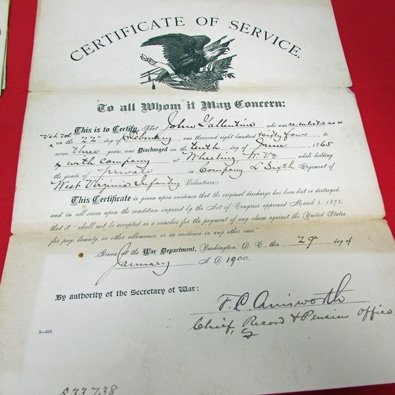 CERTIFICATE OF SERVICE.
To all Whom it May Concern:
This is to Certify, That John Tallentine who was re-enlisted as a
Vet. Vol. on the 22d day of February, one thousand eight hundred sixty four to
serve three years, was Discharged on the tenth day of June 1865
with Company at Wheeling W. Va while holding
the grade of private in Company L Sixth Regiment of
West Virginia Infantry Volunteers.
This Certificate is given upon evidence that the original discharge has been lost or destroyed,
and in all cases upon the condition imposed by the Act of Congress approved March 3, 1873,
that it "shall not be accepted as a voucher for the payment of any claim against the United States
for pay, bounty, or other allowance, or as evidence in any other case."
Given at the War Department, Washington, D. C., this 29" day of
January A. D. 1900.
By authority of the Secretary of War:
F. C. Ainsworth
Chief, Record & Pension Office
533738